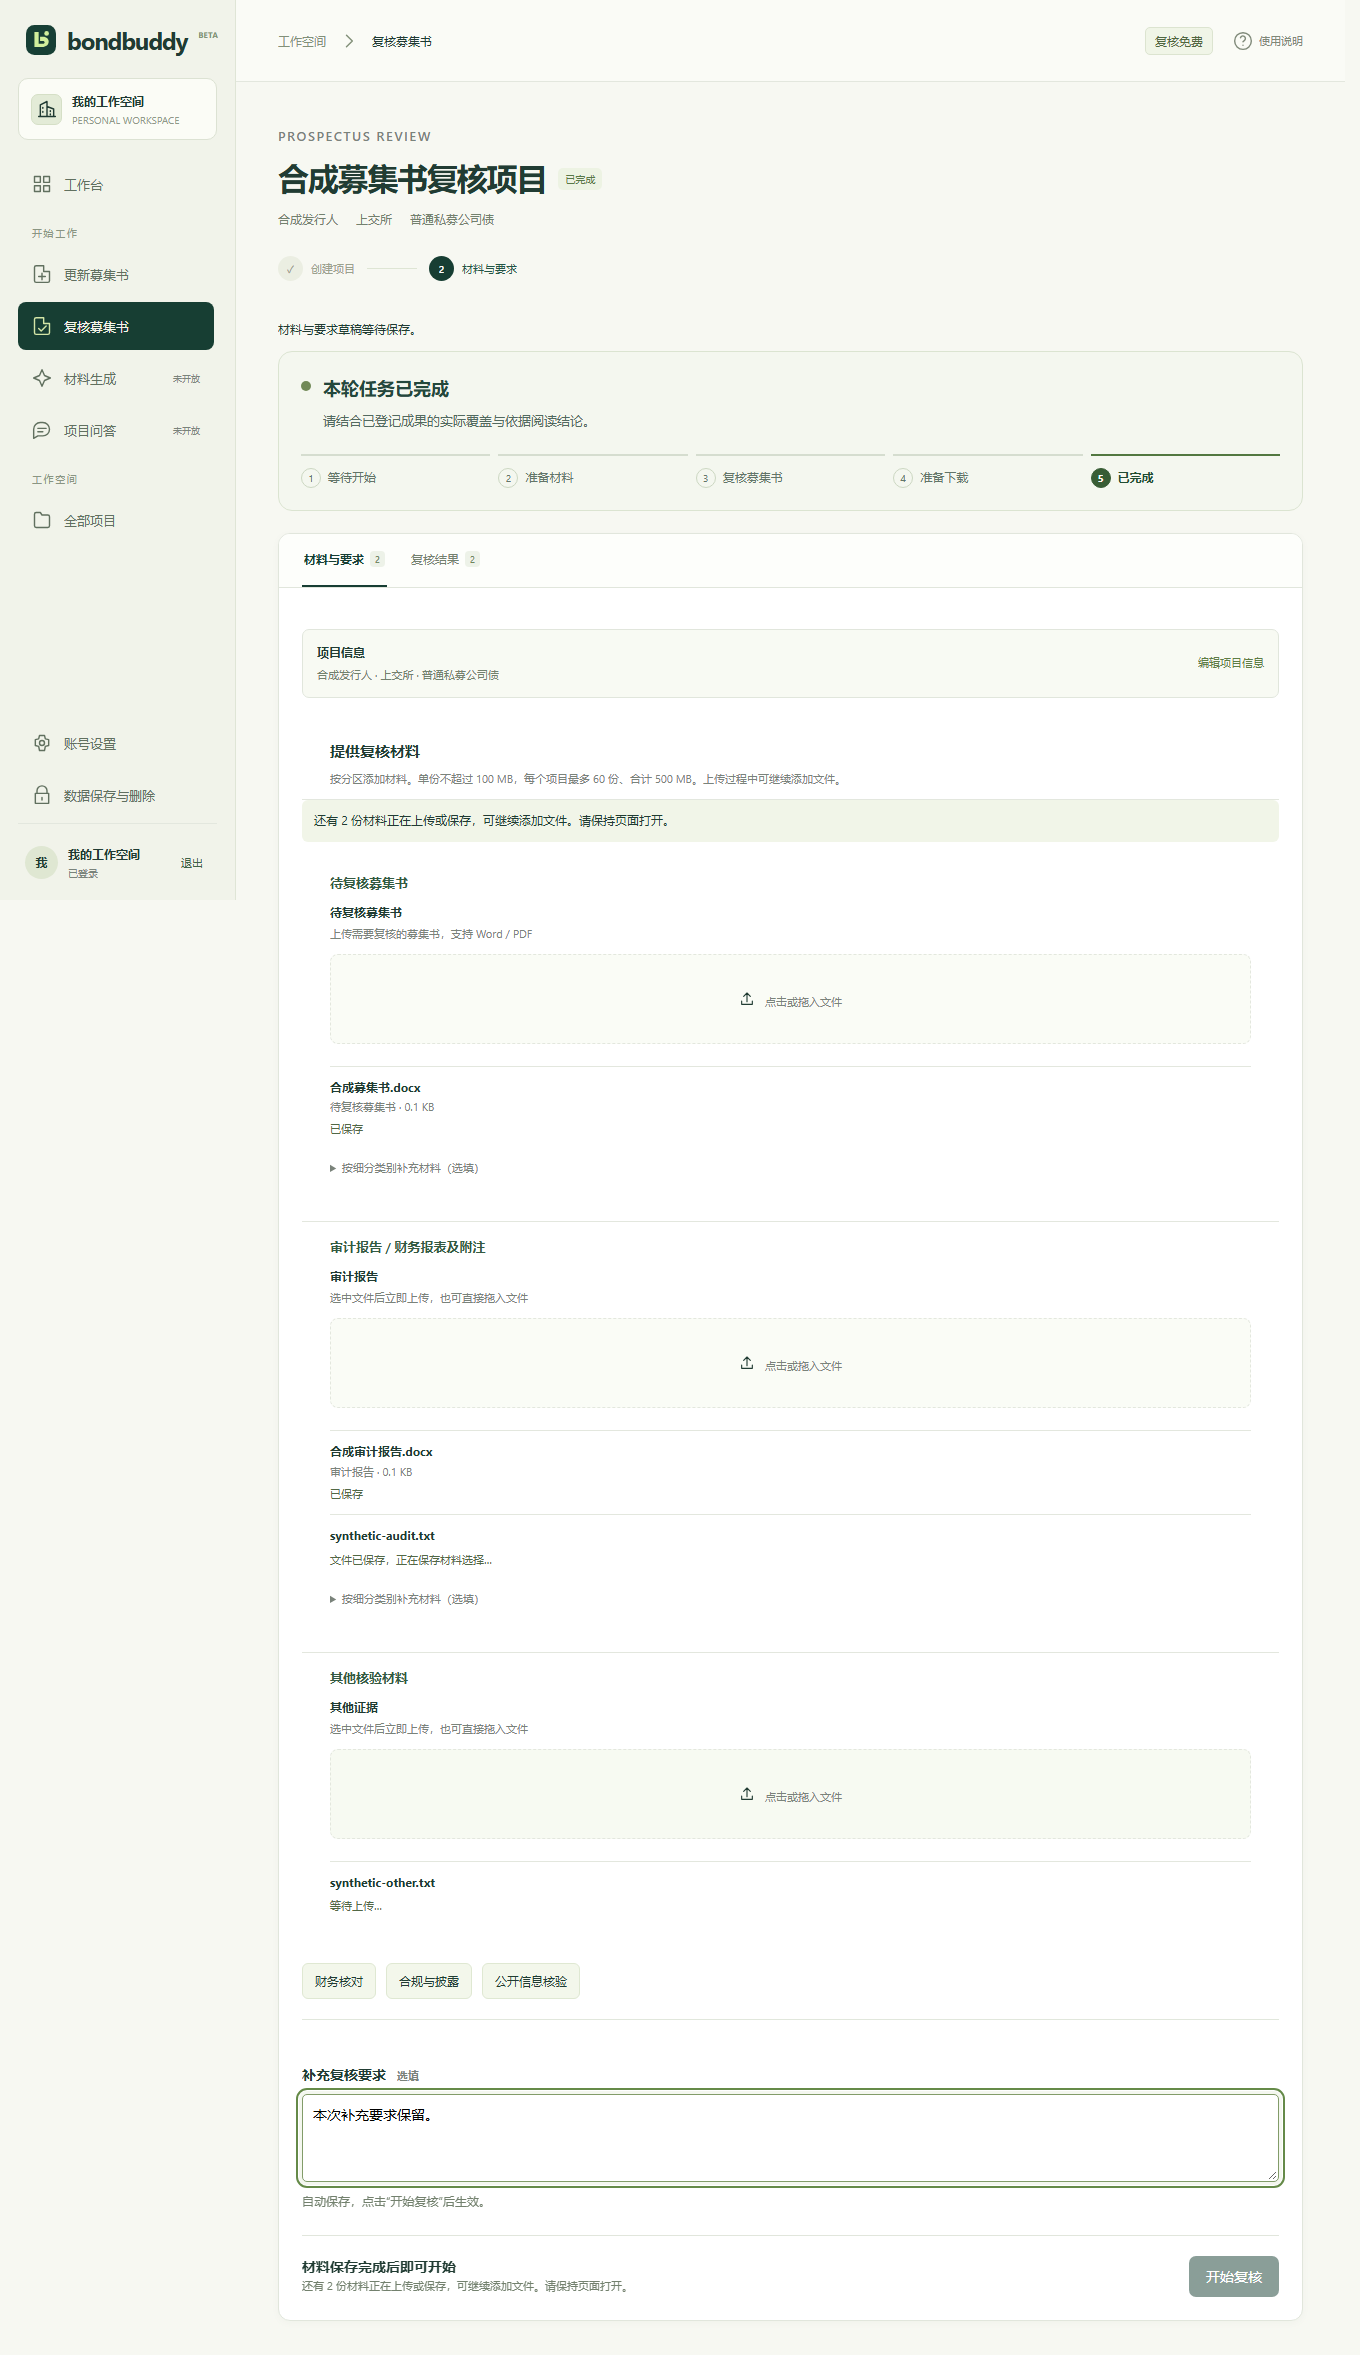 bondbuddy BETA
我的工作空间
PERSONAL WORKSPACE
工作台
开始工作
更新募集书
复核募集书
材料生成 未开放
项目问答 未开放
工作空间
全部项目
账号设置
数据保存与删除
我 我的工作空间 退出
已登录
工作空间 复核募集书 复核免费 ? 使用说明
PROSPECTUS REVIEW
合成募集书复核项目 已完成
合成发行人 上交所 普通私募公司债
✓ 创建项目 2 材料与要求
材料与要求草稿等待保存。
本轮任务已完成
请结合已登记成果的实际覆盖与依据阅读结论。
1 等待开始 2 准备材料 3 复核募集书 4 准备下载 5 已完成
材料与要求 2 复核结果 2
项目信息
合成发行人 · 上交所 · 普通私募公司债
编辑项目信息
提供复核材料
按分区添加材料。单份不超过 100 MB，每个项目最多 60 份、合计 500 MB。上传过程中可继续添加文件。
还有 2 份材料正在上传或保存，可继续添加文件。请保持页面打开。
待复核募集书
待复核募集书
上传需要复核的募集书，支持 Word / PDF
点击或拖入文件
合成募集书.docx
待复核募集书 · 0.1 KB
已保存
▶ 按细分类别补充材料（选填）
审计报告 / 财务报表及附注
审计报告
选中文件后立即上传，也可直接拖入文件
点击或拖入文件
合成审计报告.docx
审计报告 · 0.1 KB
已保存
synthetic-audit.txt
文件已保存，正在保存材料选择...
▶ 按细分类别补充材料（选填）
其他核验材料
其他证据
选中文件后立即上传，也可直接拖入文件
点击或拖入文件
synthetic-other.txt
等待上传...
财务核对 合规与披露 公开信息核验
补充复核要求 选填
本次补充要求保留。
自动保存，点击“开始复核”后生效。
材料保存完成后即可开始
还有 2 份材料正在上传或保存，可继续添加文件。请保持页面打开。
开始复核